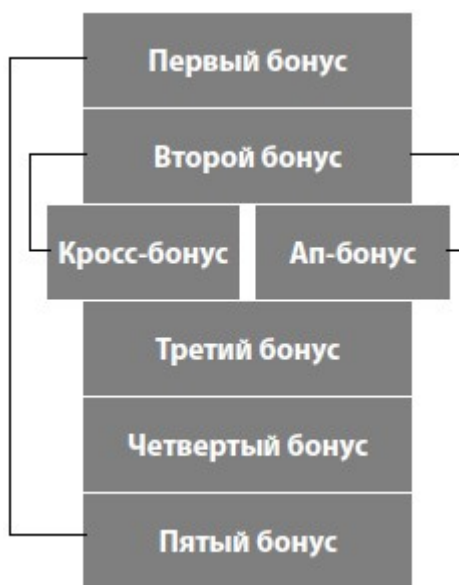 Первый бонус
Второй бонус
Кросс-бонус
Ап-бонус
Третий бонус
Четвертый бонус
Пятый бонус